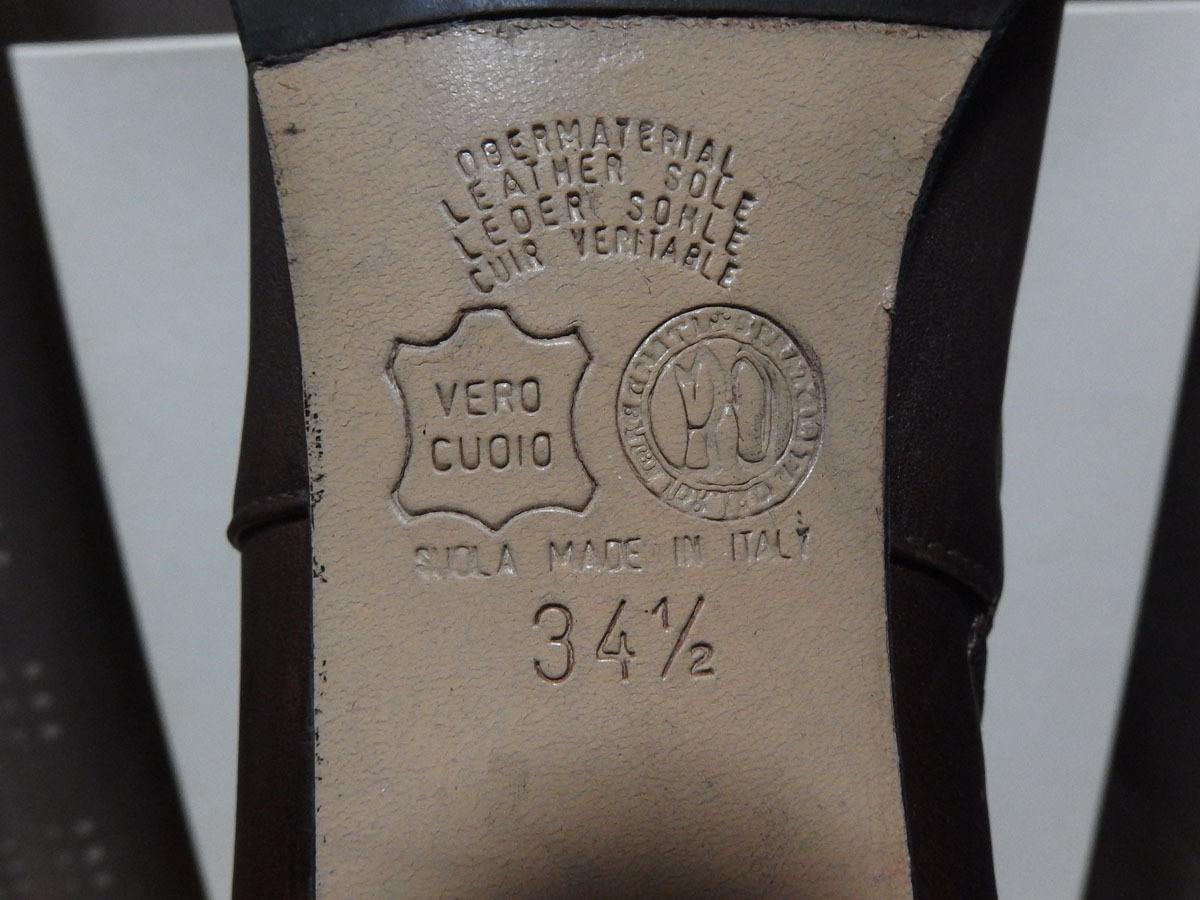 OBERMATERIAL
LEATHER SOLE
LEDER SOHLE
CUIR VERITABLE
VERO
CUOIO
SUOLA MADE IN ITALY
34½